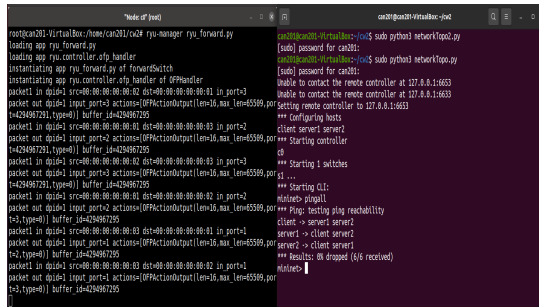 "Node: c0" (root)
root@can201-VirtualBox:/home/can201/cw2# ryu-manager ryu_forward.py
loading app ryu_forward.py
loading app ryu.controller.ofp_handler
instantiating app ryu_forward.py of forwardSwitch
instantiating app ryu.controller.ofp_handler of OFPHandler
packet1 in dpid=1 src=00:00:00:00:00:02 dst=00:00:00:00:00:01 in_port=3
packet out dpid=1 input_port=3 actions=[OFPActionOutput(len=16,max_len=65509,por
t=4294967291,type=0)] buffer_id=4294967295
packet1 in dpid=1 src=00:00:00:00:00:01 dst=00:00:00:00:00:03 in_port=2
packet out dpid=1 input_port=2 actions=[OFPActionOutput(len=16,max_len=65509,por
t=4294967291,type=0)] buffer_id=4294967295
packet1 in dpid=1 src=00:00:00:00:00:02 dst=00:00:00:00:00:03 in_port=3
packet out dpid=1 input_port=3 actions=[OFPActionOutput(len=16,max_len=65509,por
t=4294967291,type=0)] buffer_id=4294967295
packet1 in dpid=1 src=00:00:00:00:00:01 dst=00:00:00:00:00:02 in_port=2
packet out dpid=1 input_port=2 actions=[OFPActionOutput(len=16,max_len=65509,por
t=3,type=0)] buffer_id=4294967295
packet1 in dpid=1 src=00:00:00:00:00:03 dst=00:00:00:00:00:01 in_port=1
packet out dpid=1 input_port=1 actions=[OFPActionOutput(len=16,max_len=65509,por
t=2,type=0)] buffer_id=4294967295
packet1 in dpid=1 src=00:00:00:00:00:03 dst=00:00:00:00:00:02 in_port=1
packet out dpid=1 input_port=1 actions=[OFPActionOutput(len=16,max_len=65509,por
t=3,type=0)] buffer_id=4294967295
can201@can201-VirtualBox: ~/cw2
can201@can201-VirtualBox:~/cw2$ sudo python3 networkTopo2.py
[sudo] password for can201:
can201@can201-VirtualBox:~/cw2$ sudo python3 networkTopo.py
[sudo] password for can201:
Unable to contact the remote controller at 127.0.0.1:6653
Unable to contact the remote controller at 127.0.0.1:6633
Setting remote controller to 127.0.0.1:6653
*** Configuring hosts
client server1 server2
*** Starting controller
c0
*** Starting 1 switches
s1 ...
*** Starting CLI:
mininet> pingall
*** Ping: testing ping reachability
client -> server1 server2
server1 -> client server2
server2 -> client server1
*** Results: 0% dropped (6/6 received)
mininet>